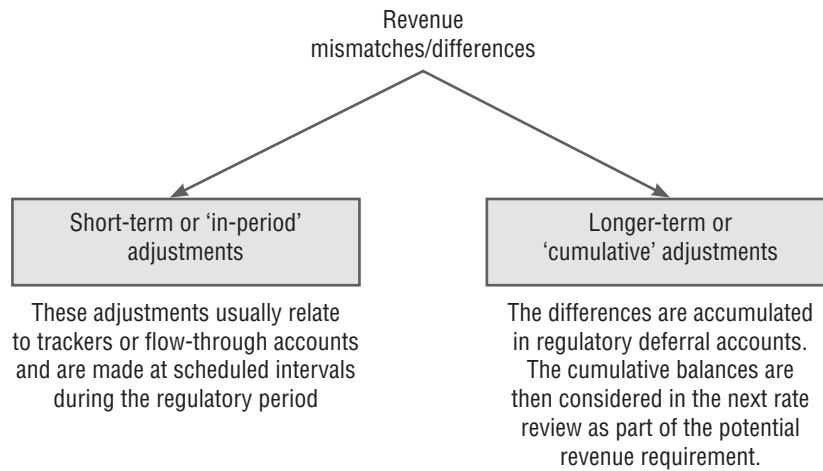 Revenue
mismatches/differences
Short-term or ‘in-period’
adjustments
These adjustments usually relate
to trackers or flow-through accounts
and are made at scheduled intervals
during the regulatory period
Longer-term or
‘cumulative’ adjustments
The differences are accumulated
in regulatory deferral accounts.
The cumulative balances are
then considered in the next rate
review as part of the potential
revenue requirement.